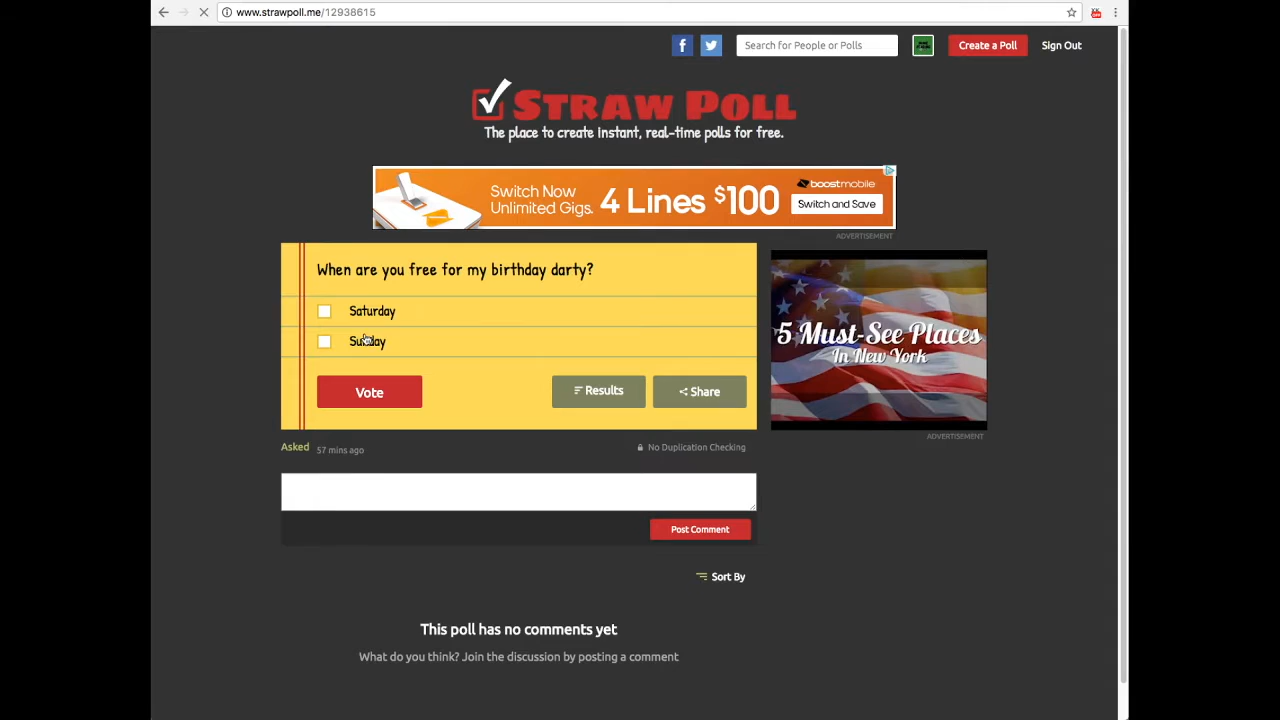 www.strawpoll.me/12938615
f
Search for People or Polls
Create a Poll
Sign Out
STRAW POLL
The place to create instant, real-time polls for free.
Switch Now
Unlimited Gigs.
4 Lines $100
boostmobile
Switch and Save
ADVERTISEMENT
When are you free for my birthday darty?
Saturday
Sunday
Vote
Results
Share
5 Must-See Places
In New York
ADVERTISEMENT
Asked 57 mins ago
No Duplication Checking
Post Comment
Sort By
This poll has no comments yet
What do you think? Join the discussion by posting a comment